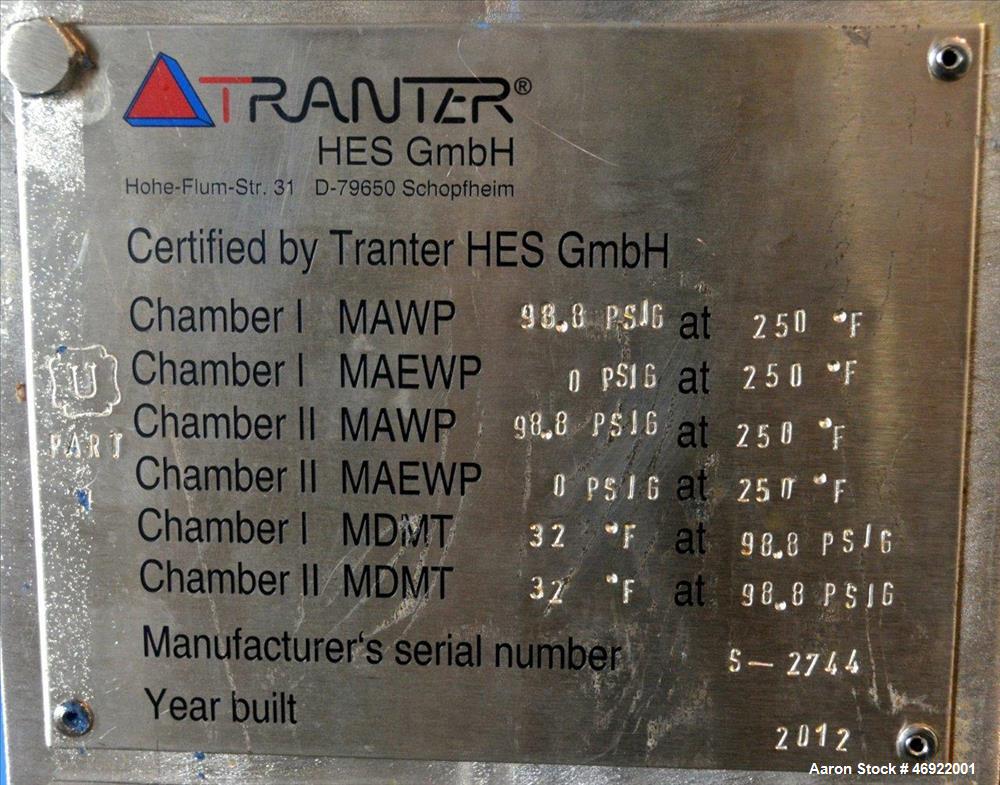 TRANTER®
HES GmbH
Hohe-Flum-Str. 31 D-79650 Schopfheim
Certified by Tranter HES GmbH
Chamber I MAWP 98.8 PSIG at 250 °F
Chamber I MAEWP 0 PSIG at 250 °F
U
Chamber II MAWP 98.8 PSIG at 250 °F
PART
Chamber II MAEWP 0 PSIG at 250 °F
Chamber I MDMT 32 °F at 98.8 PSIG
Chamber II MDMT 32 °F at 98.8 PSIG
Manufacturer's serial number S-2744
Year built 2012
Aaron Stock # 46922001